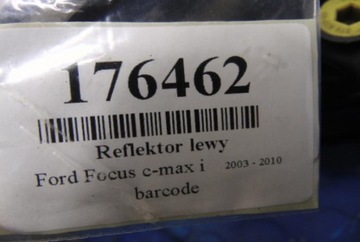 176462
Reflektor lewy
Ford Focus c-max i 2003 - 2010
barcode